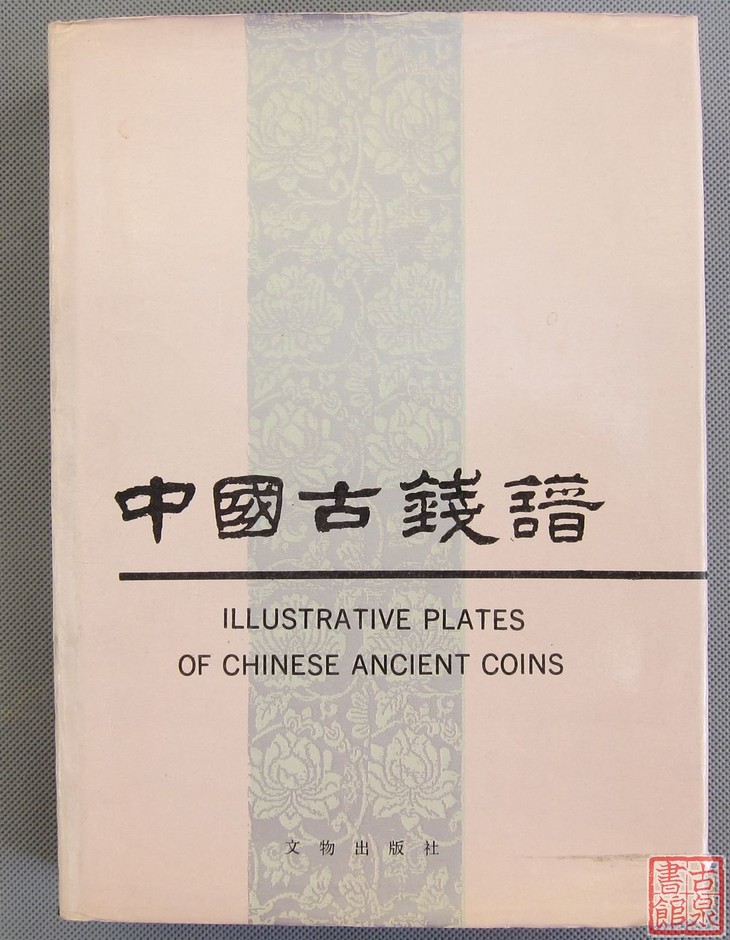 中國古錢譜
ILLUSTRATIVE PLATES
OF CHINESE ANCIENT COINS
文物出版社
古泉
書館